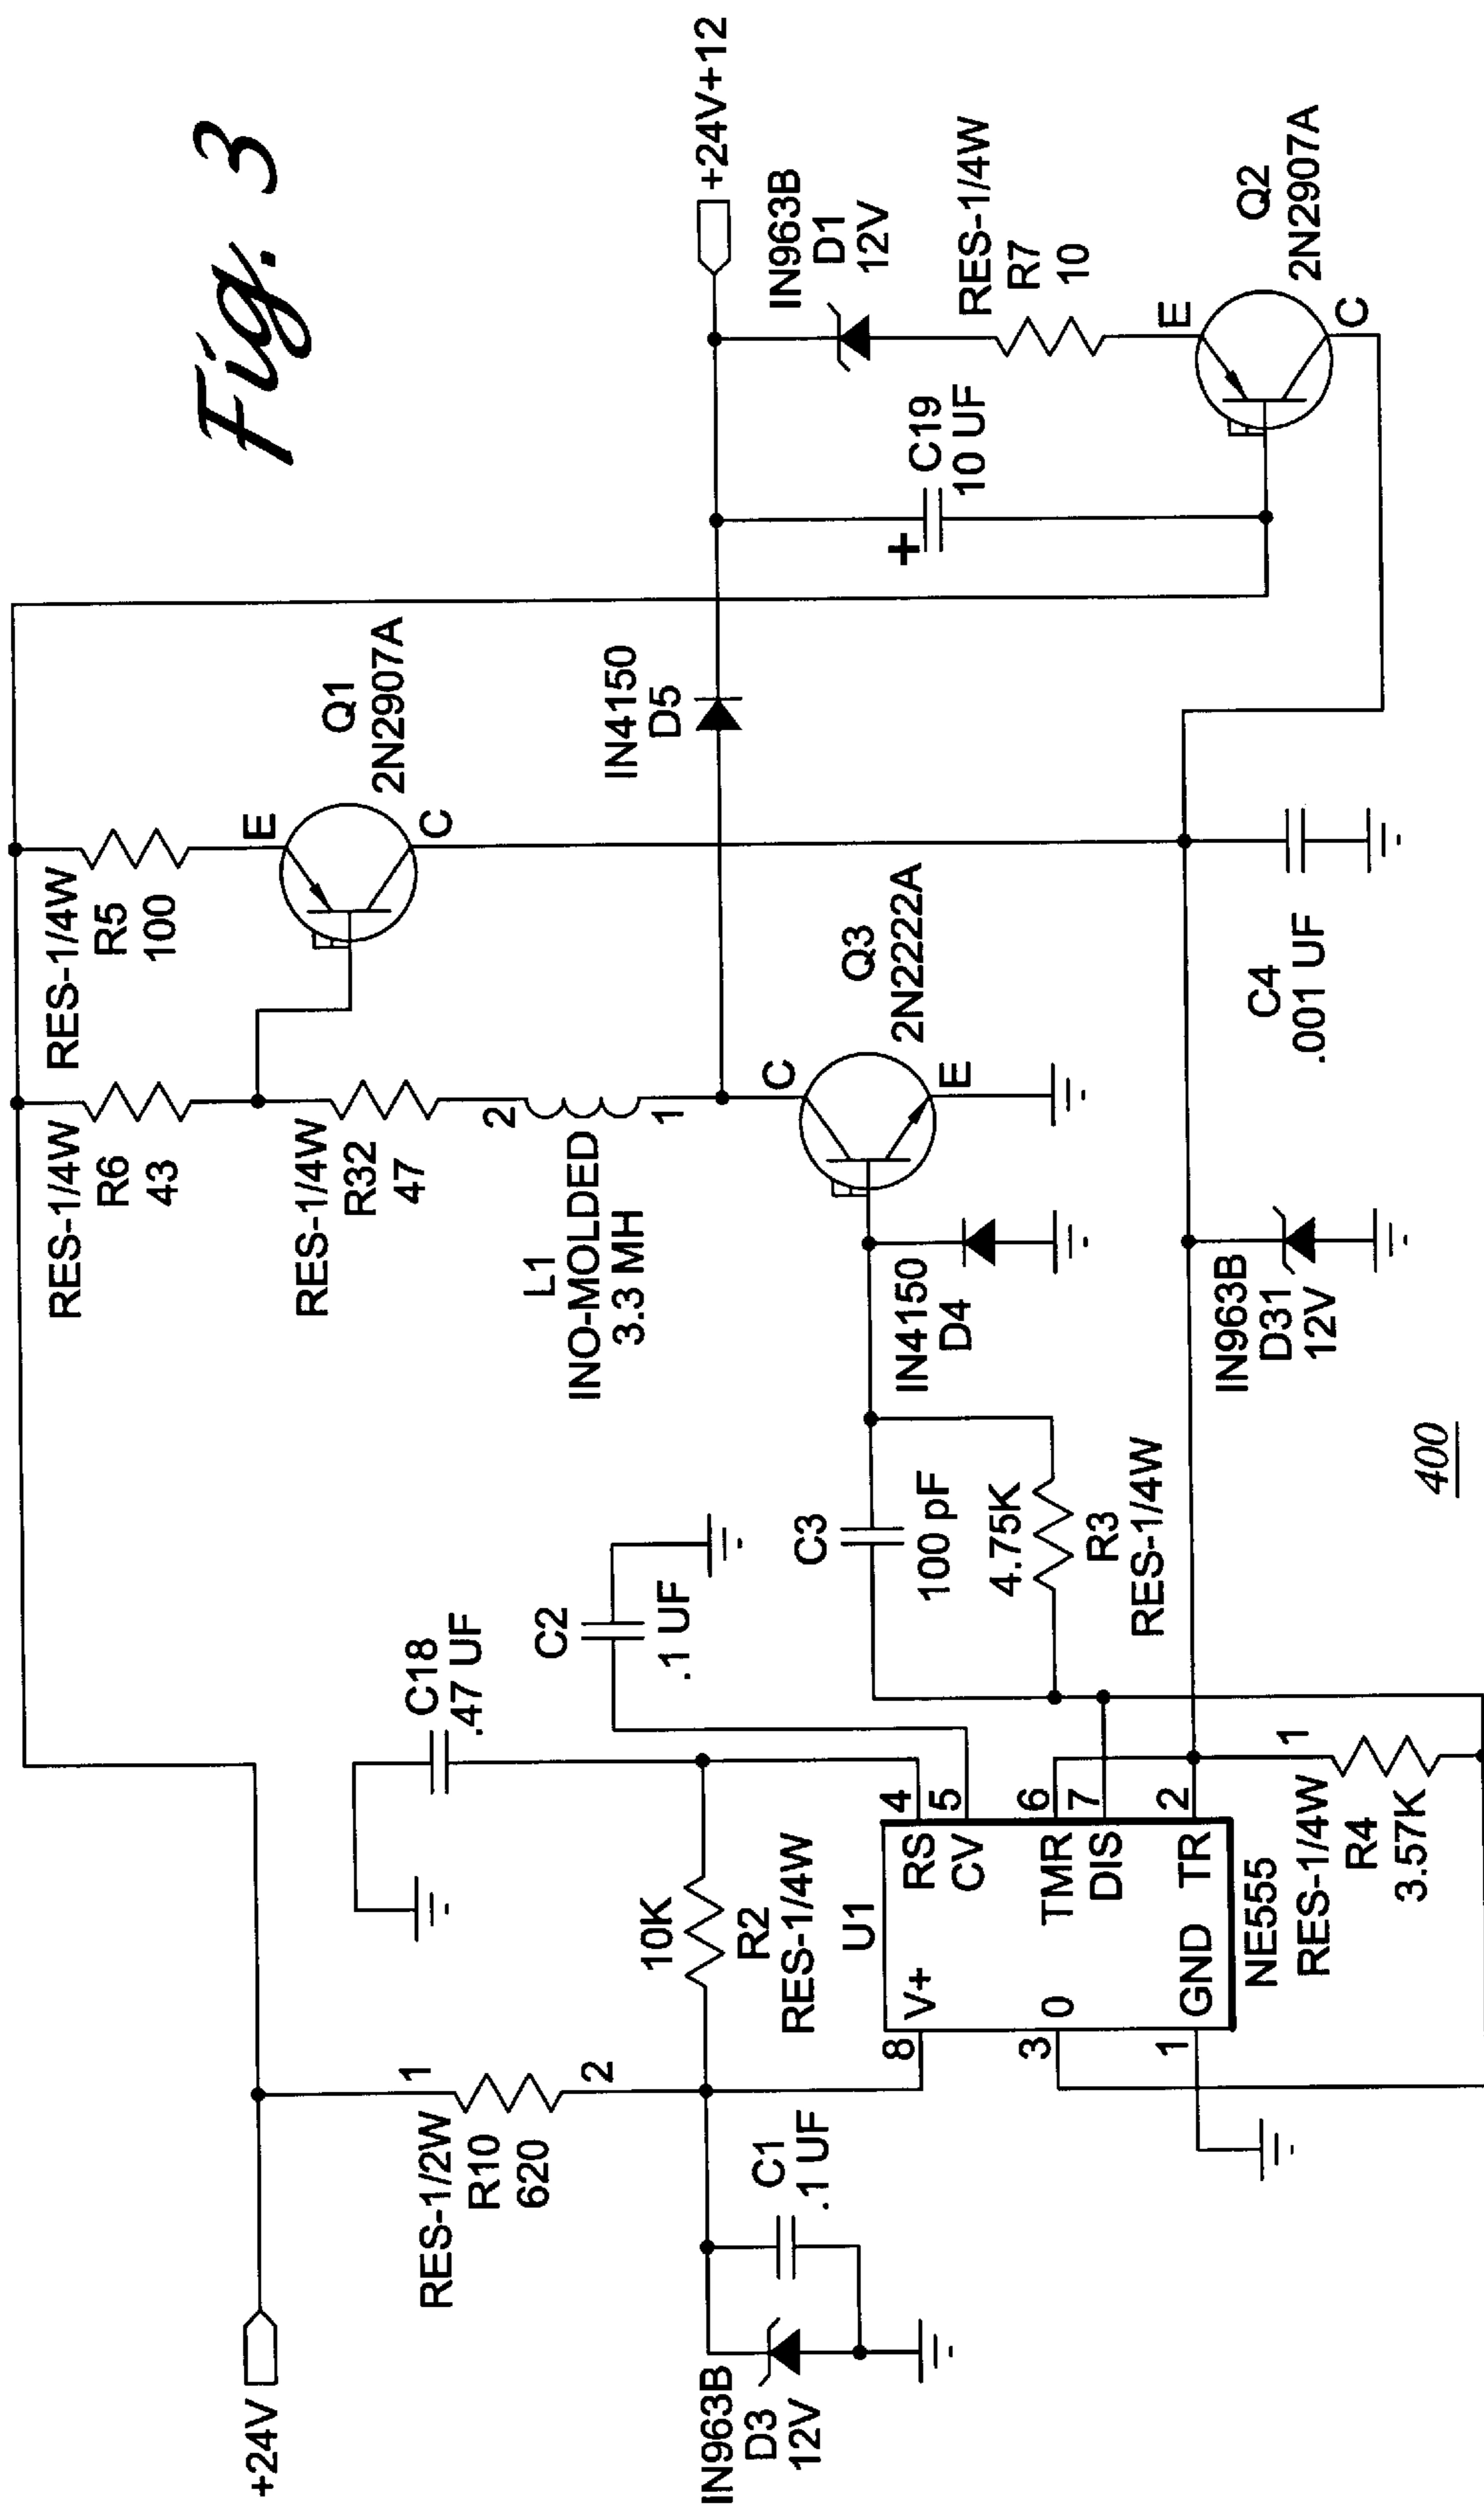 Fig. 3
+24V
RES-1/2W
R10
620
1
2
IN963B
D3
12V
C1
.1 UF
10K
R2
RES-1/4W
C18
.47 UF
C2
.1 UF
U1
V+
RS
CV
TMR
DIS
TR
O
GND
8
3
1
4
5
6
7
2
NE555
RES-1/4W
R4
3.57K
1
C3
100 pF
4.75K
R3
RES-1/4W
IN4150
D4
IN963B
D31
12V
400
RES-1/4W
R6
43
RES-1/4W
R32
47
2
L1
INO-MOLDED
3.3 MH
1
RES-1/4W
R5
100
E
Q1
2N2907A
C
B
C
Q3
2N2222A
E
B
C4
.001 UF
IN4150
D5
C19
10 UF
+
+24V+12
IN963B
D1
12V
RES-1/4W
R7
10
E
Q2
2N2907A
C
B